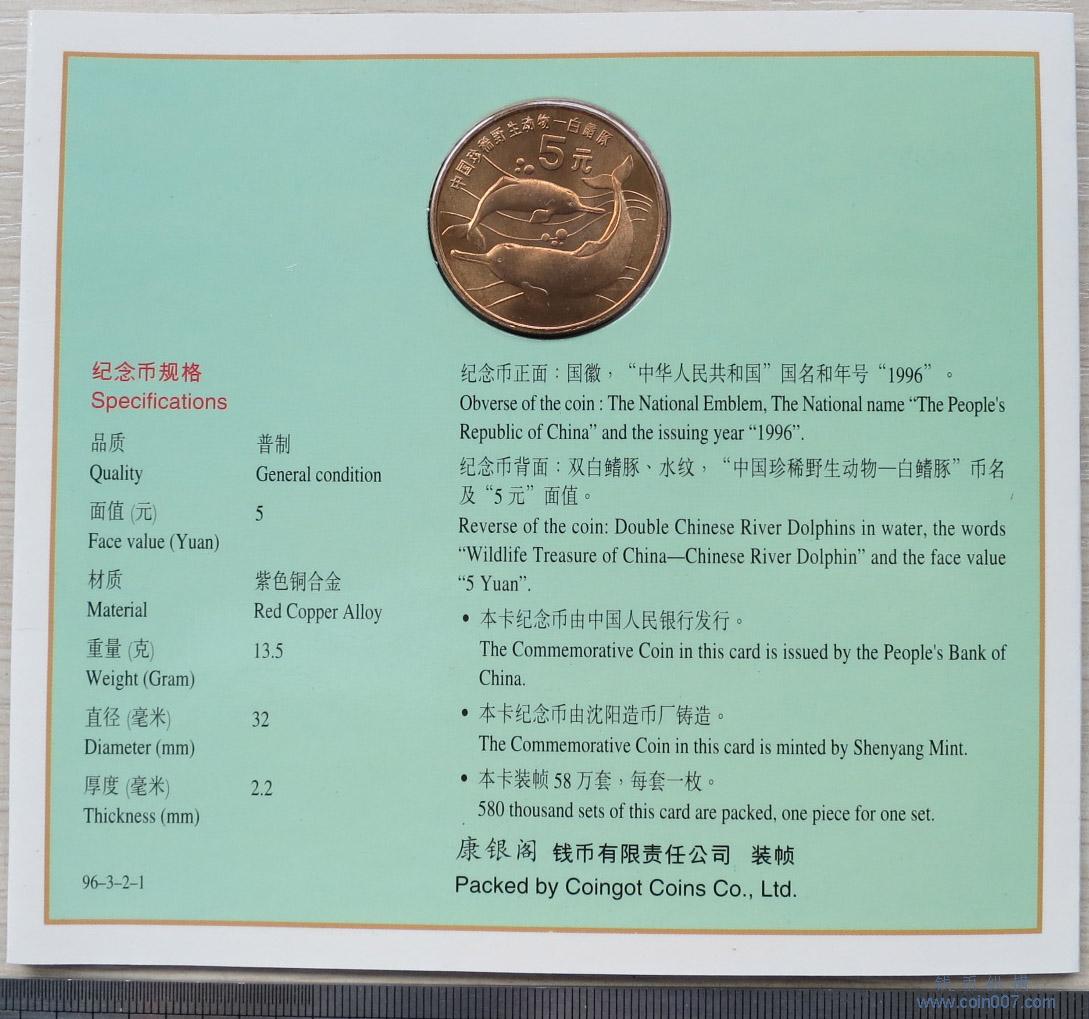 中国珍稀野生动物—白鳍豚
5元
纪念币规格
Specifications
品质 普制
Quality General condition
面值 (元) 5
Face value (Yuan)
材质 紫色铜合金
Material Red Copper Alloy
重量 (克) 13.5
Weight (Gram)
直径 (毫米) 32
Diameter (mm)
厚度 (毫米) 2.2
Thickness (mm)
96–3–2–1
纪念币正面：国徽，“中华人民共和国”国名和年号“1996”。
Obverse of the coin : The National Emblem, The National name “The People's
Republic of China” and the issuing year “1996”.
纪念币背面：双白鳍豚、水纹，“中国珍稀野生动物—白鳍豚”币名
及“5 元”面值。
Reverse of the coin: Double Chinese River Dolphins in water, the words
“Wildlife Treasure of China—Chinese River Dolphin” and the face value
“5 Yuan”.
• 本卡纪念币由中国人民银行发行。
The Commemorative Coin in this card is issued by the People's Bank of
China.
• 本卡纪念币由沈阳造币厂铸造。
The Commemorative Coin in this card is minted by Shenyang Mint.
• 本卡装帧 58 万套，每套一枚。
580 thousand sets of this card are packed, one piece for one set.
康银阁 钱币有限责任公司 装帧
Packed by Coingot Coins Co., Ltd.
www.coin007.com